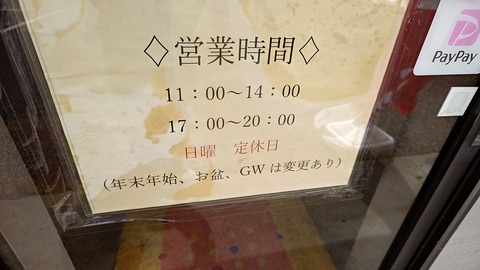 ◇営業時間◇
11：00～14：00
17：00～20：00
日曜　定休日
（年末年始、お盆、GWは変更あり）
PayPay